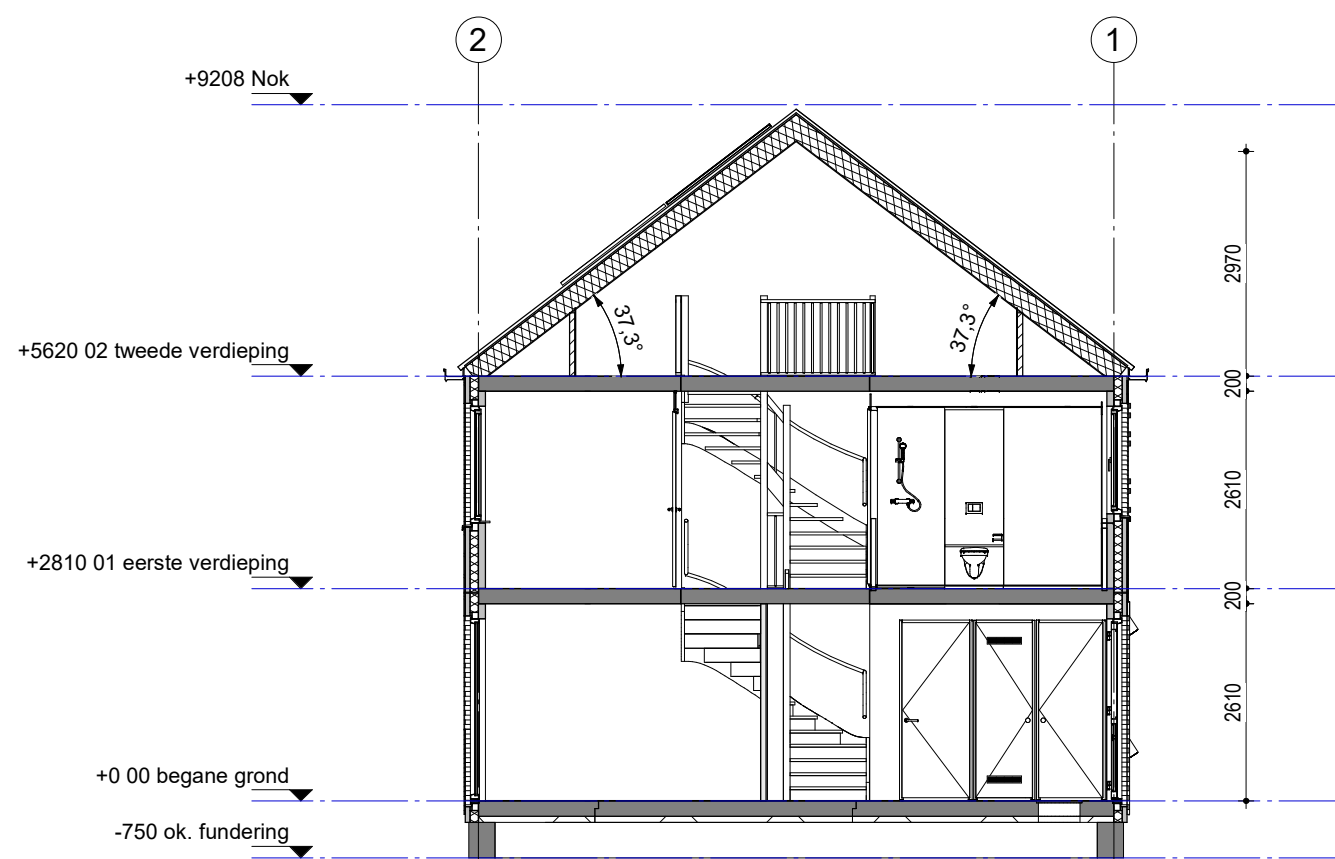 2
1
+9208 Nok
2970
37,3°
37,3°
+5620 02 tweede verdieping
200
2610
+2810 01 eerste verdieping
200
2610
+0 00 begane grond
-750 ok. fundering